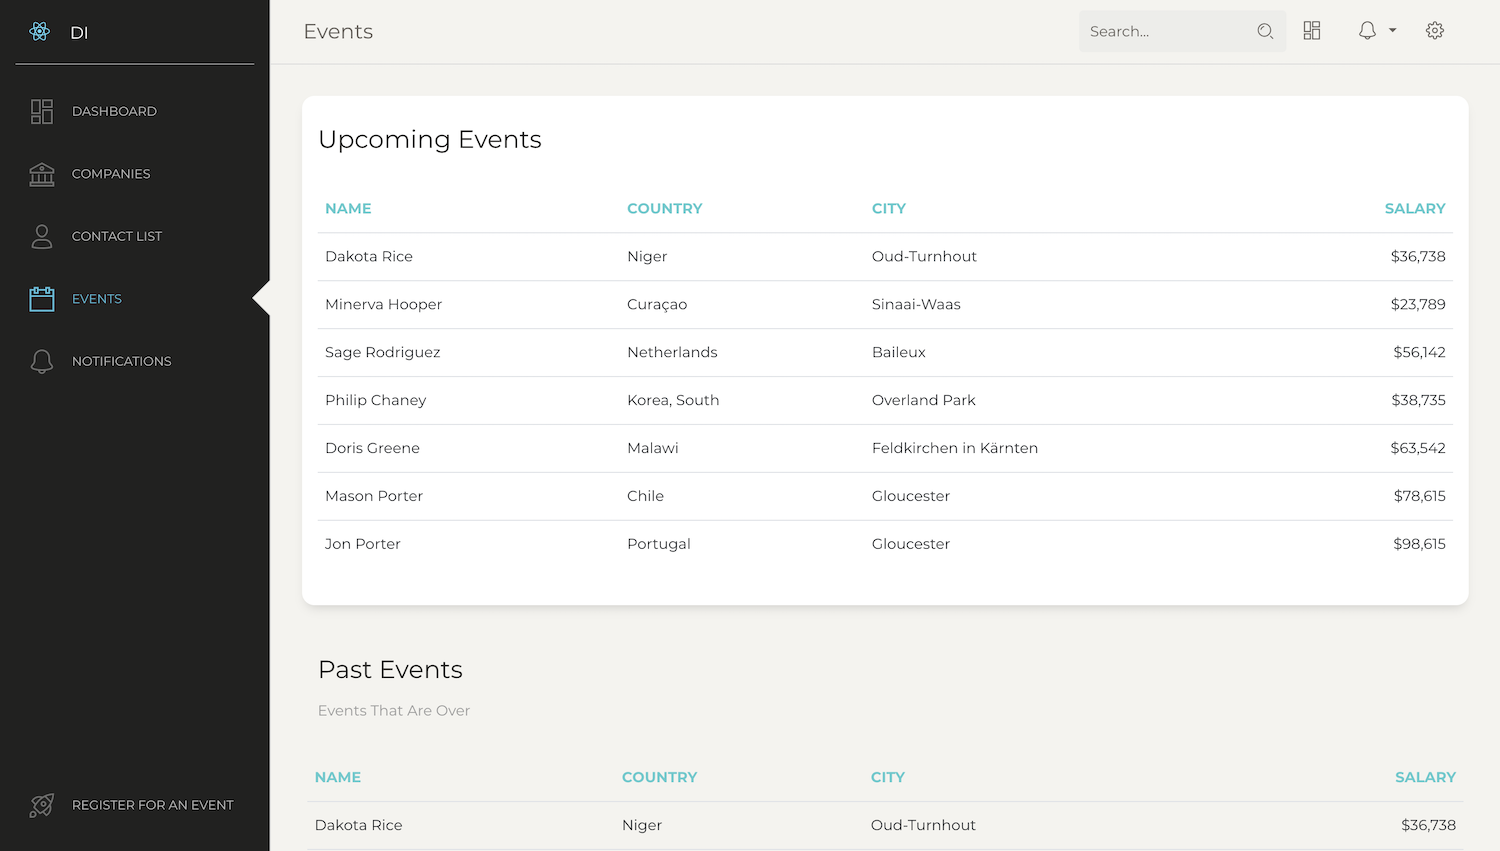 DI
DASHBOARD
COMPANIES
CONTACT LIST
EVENTS
NOTIFICATIONS
REGISTER FOR AN EVENT
Events
Search...
Upcoming Events
NAME COUNTRY CITY SALARY
Dakota Rice Niger Oud-Turnhout $36,738
Minerva Hooper Curaçao Sinaai-Waas $23,789
Sage Rodriguez Netherlands Baileux $56,142
Philip Chaney Korea, South Overland Park $38,735
Doris Greene Malawi Feldkirchen in Kärnten $63,542
Mason Porter Chile Gloucester $78,615
Jon Porter Portugal Gloucester $98,615
Past Events
Events That Are Over
NAME COUNTRY CITY SALARY
Dakota Rice Niger Oud-Turnhout $36,738